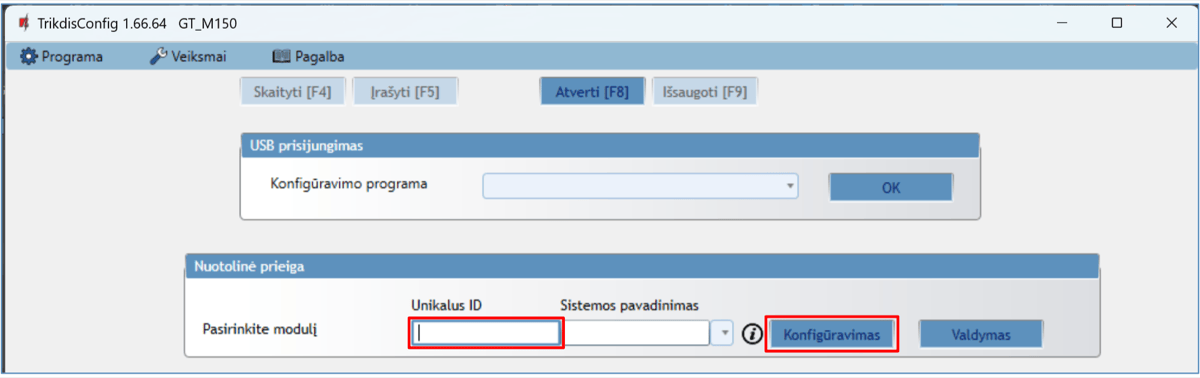 TrikdisConfig 1.66.64 GT_M150
Programa Veiksmai Pagalba
Skaityti [F4] Įrašyti [F5] Atverti [F8] Išsaugoti [F9]
USB prisijungimas
Konfigūravimo programa OK
Nuotolinė prieiga
Unikalus ID Sistemos pavadinimas
Pasirinkite modulį i Konfigūravimas Valdymas